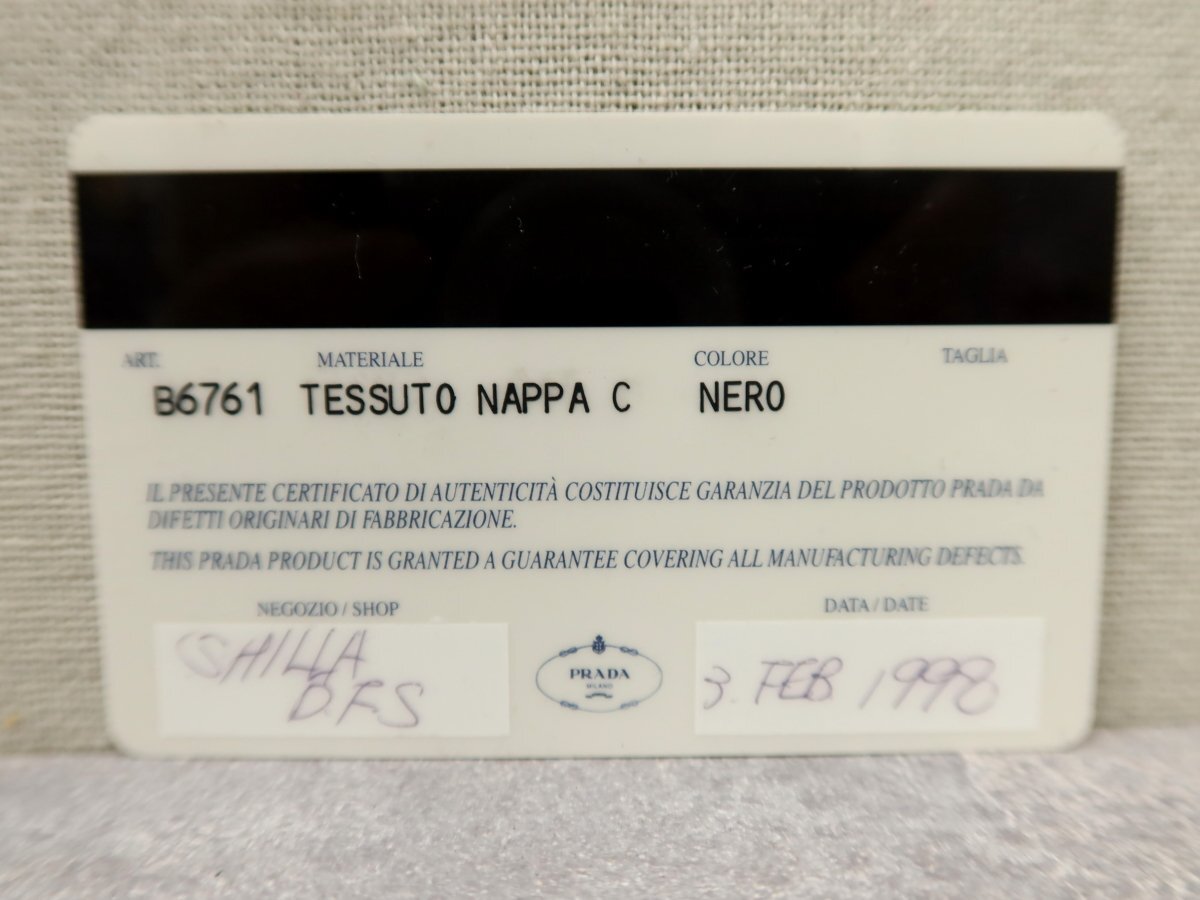 ART. MATERIALE COLORE TAGLIA
B6761 TESSUTO NAPPA C NERO
IL PRESENTE CERTIFICATO DI AUTENTICITÀ COSTITUISCE GARANZIA DEL PRODOTTO PRADA DA
DIFETTI ORIGINARI DI FABBRICAZIONE.
THIS PRADA PRODUCT IS GRANTED A GUARANTEE COVERING ALL MANUFACTURING DEFECTS.
NEGOZIO / SHOP DATA / DATE
SHILLA
D.F.S
PRADA
MILANO
3. FEB 1998